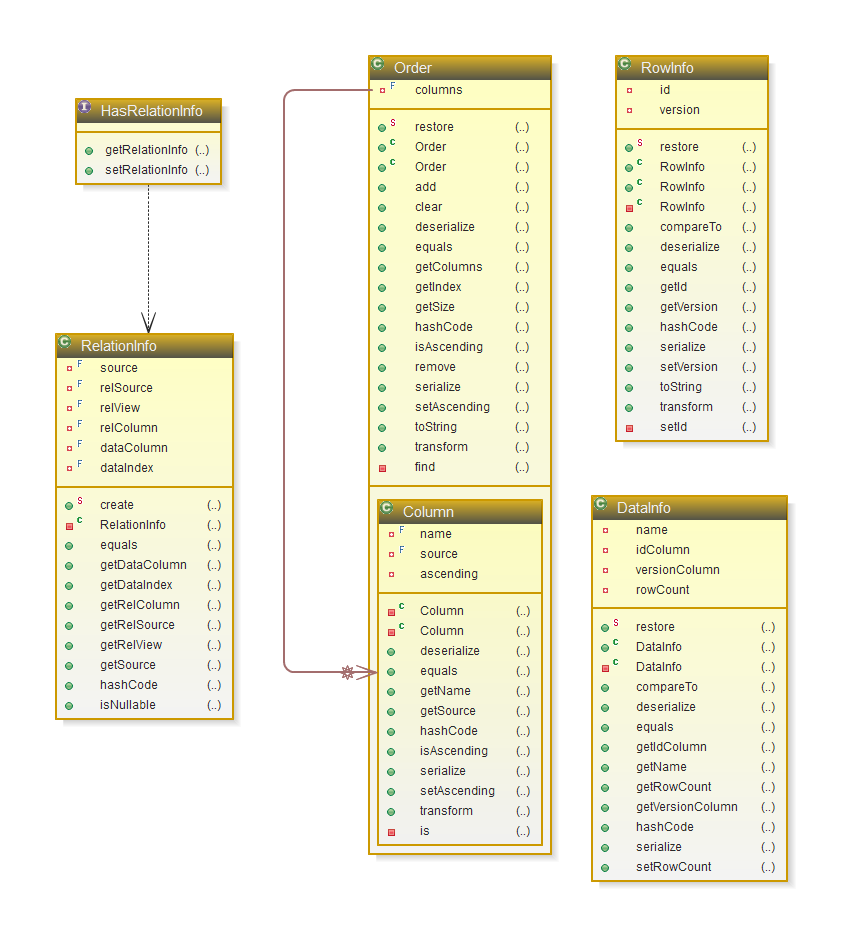 I HasRelationInfo
getRelationInfo (..)
setRelationInfo (..)
C RelationInfo
F source
F relSource
F relView
F relColumn
F dataColumn
F dataIndex
S create (..)
C RelationInfo (..)
equals (..)
getDataColumn (..)
getDataIndex (..)
getRelColumn (..)
getRelSource (..)
getRelView (..)
getSource (..)
hashCode (..)
isNullable (..)
C Order
F columns
S restore (..)
C Order (..)
C Order (..)
add (..)
clear (..)
deserialize (..)
equals (..)
getColumns (..)
getIndex (..)
getSize (..)
hashCode (..)
isAscending (..)
remove (..)
serialize (..)
setAscending (..)
toString (..)
transform (..)
find (..)
C Column
F name
F source
ascending
C Column (..)
C Column (..)
deserialize (..)
equals (..)
getName (..)
getSource (..)
hashCode (..)
isAscending (..)
serialize (..)
setAscending (..)
transform (..)
is (..)
C RowInfo
id
version
S restore (..)
C RowInfo (..)
C RowInfo (..)
C RowInfo (..)
compareTo (..)
deserialize (..)
equals (..)
getId (..)
getVersion (..)
hashCode (..)
serialize (..)
setVersion (..)
toString (..)
transform (..)
setId (..)
C DataInfo
name
idColumn
versionColumn
rowCount
S restore (..)
C DataInfo (..)
C DataInfo (..)
compareTo (..)
deserialize (..)
equals (..)
getIdColumn (..)
getName (..)
getRowCount (..)
getVersionColumn (..)
hashCode (..)
serialize (..)
setRowCount (..)